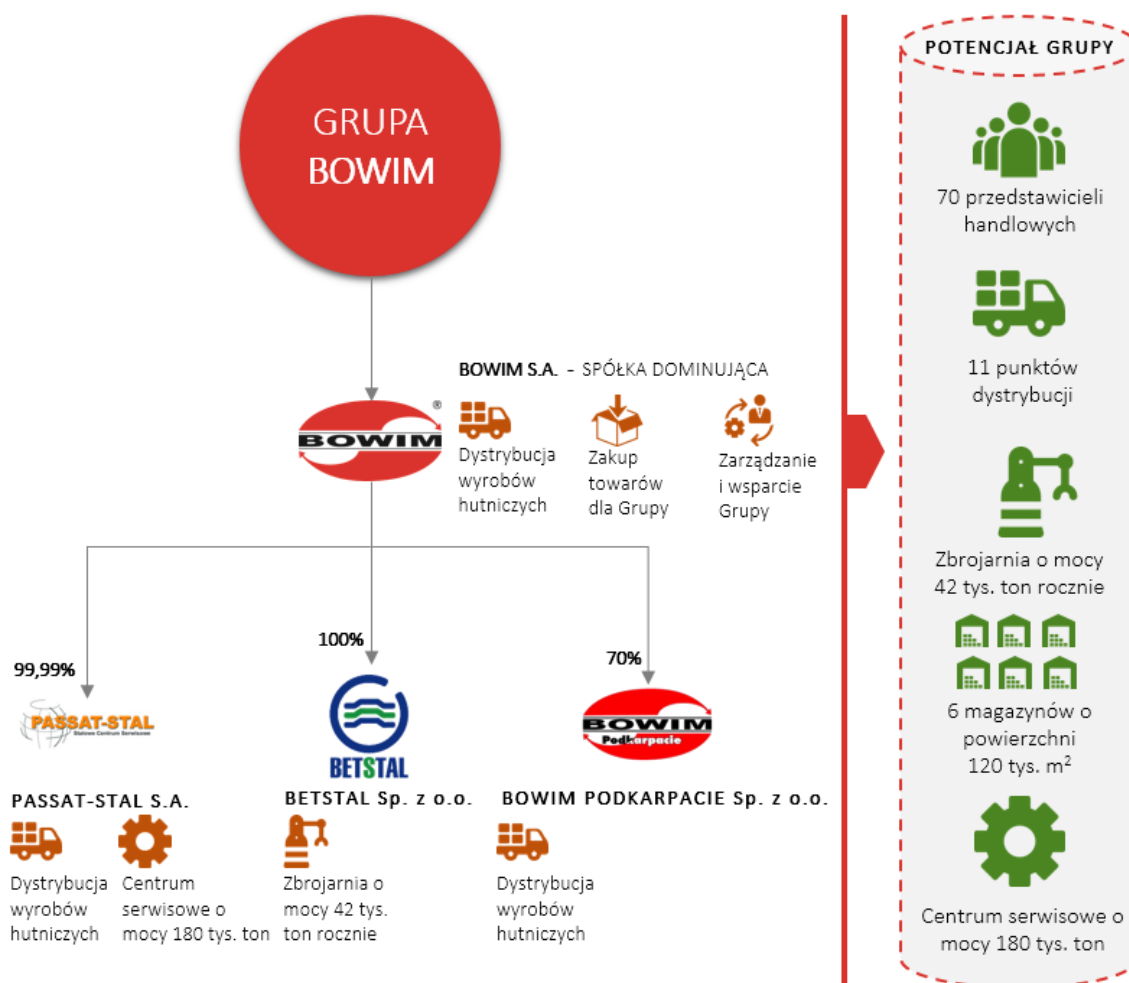 GRUPA
BOWIM
BOWIM S.A. - SPÓŁKA DOMINUJĄCA
BOWIM
®
Dystrybucja
wyrobów
hutniczych
Zakup
towarów
dla Grupy
Zarządzanie
i wsparcie
Grupy
99,99%
100%
70%
PASSAT-STAL
Stalowe Centrum Serwisowe
BETSTAL
BOWIM
Podkarpacie
PASSAT-STAL S.A.
Dystrybucja
wyrobów
hutniczych
Centrum
serwisowe o
mocy 180 tys. ton
BETSTAL Sp. z o.o.
Zbrojarnia o
mocy 42 tys.
ton rocznie
BOWIM PODKARPACIE Sp. z o.o.
Dystrybucja
wyrobów
hutniczych
POTENCJAŁ GRUPY
70 przedstawicieli
handlowych
11 punktów
dystrybucji
Zbrojarnia o mocy
42 tys. ton rocznie
6 magazynów o
powierzchni
120 tys. m²
Centrum serwisowe o
mocy 180 tys. ton